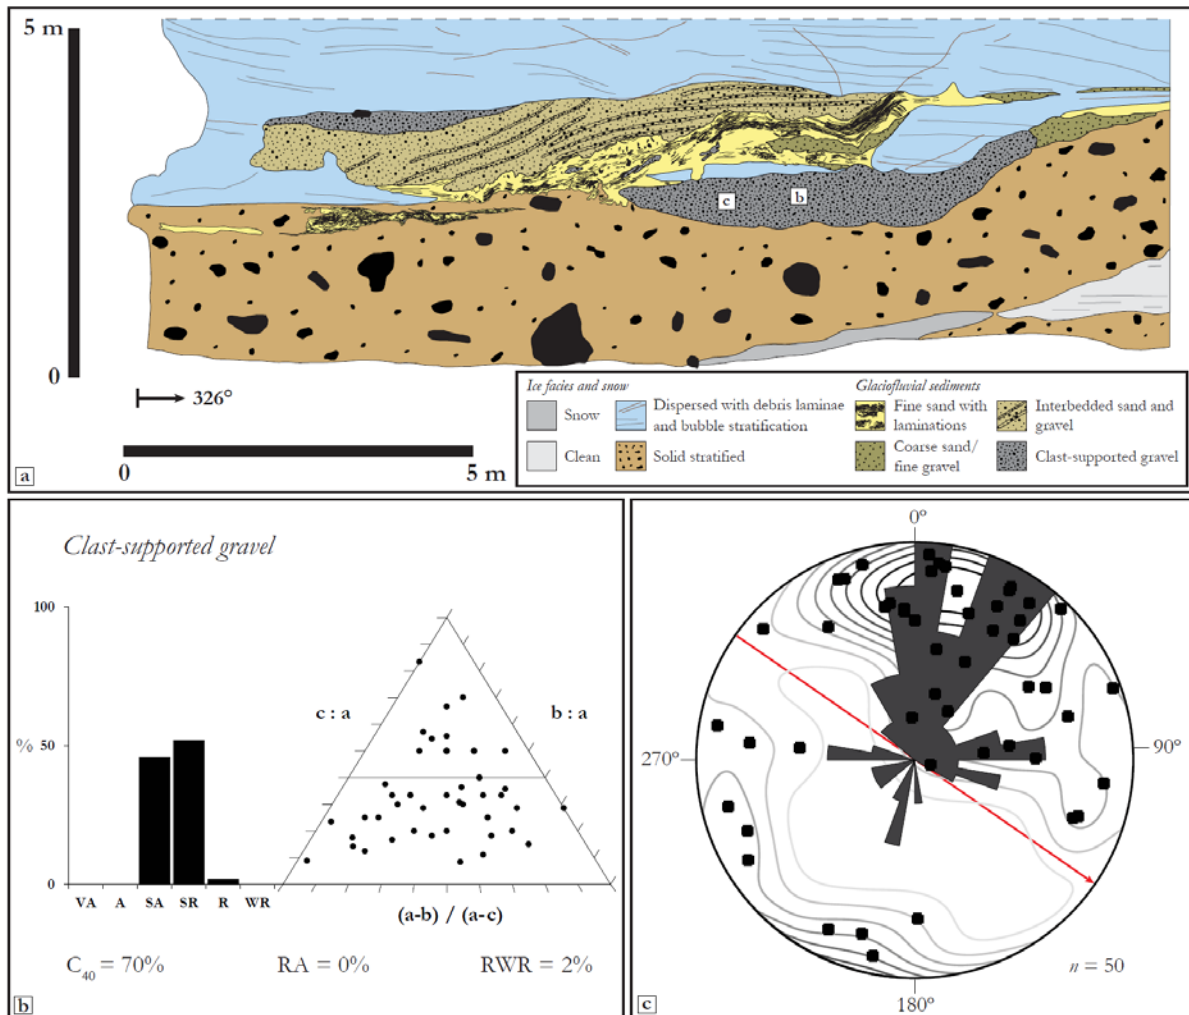 5 m
0
c
b
326°
0
5 m
a
Ice facies and snow
Snow
Clean
Dispersed with debris laminae
and bubble stratification
Solid stratified
Glaciofluvial sediments
Fine sand with
laminations
Coarse sand/
fine gravel
Interbedded sand and
gravel
Clast-supported gravel
Clast-supported gravel
100
50
%
0
VA A SA SR R WR
c : a
b : a
(a-b) / (a-c)
C40 = 70%
RA = 0%
RWR = 2%
b
0°
270°
90°
180°
n = 50
c